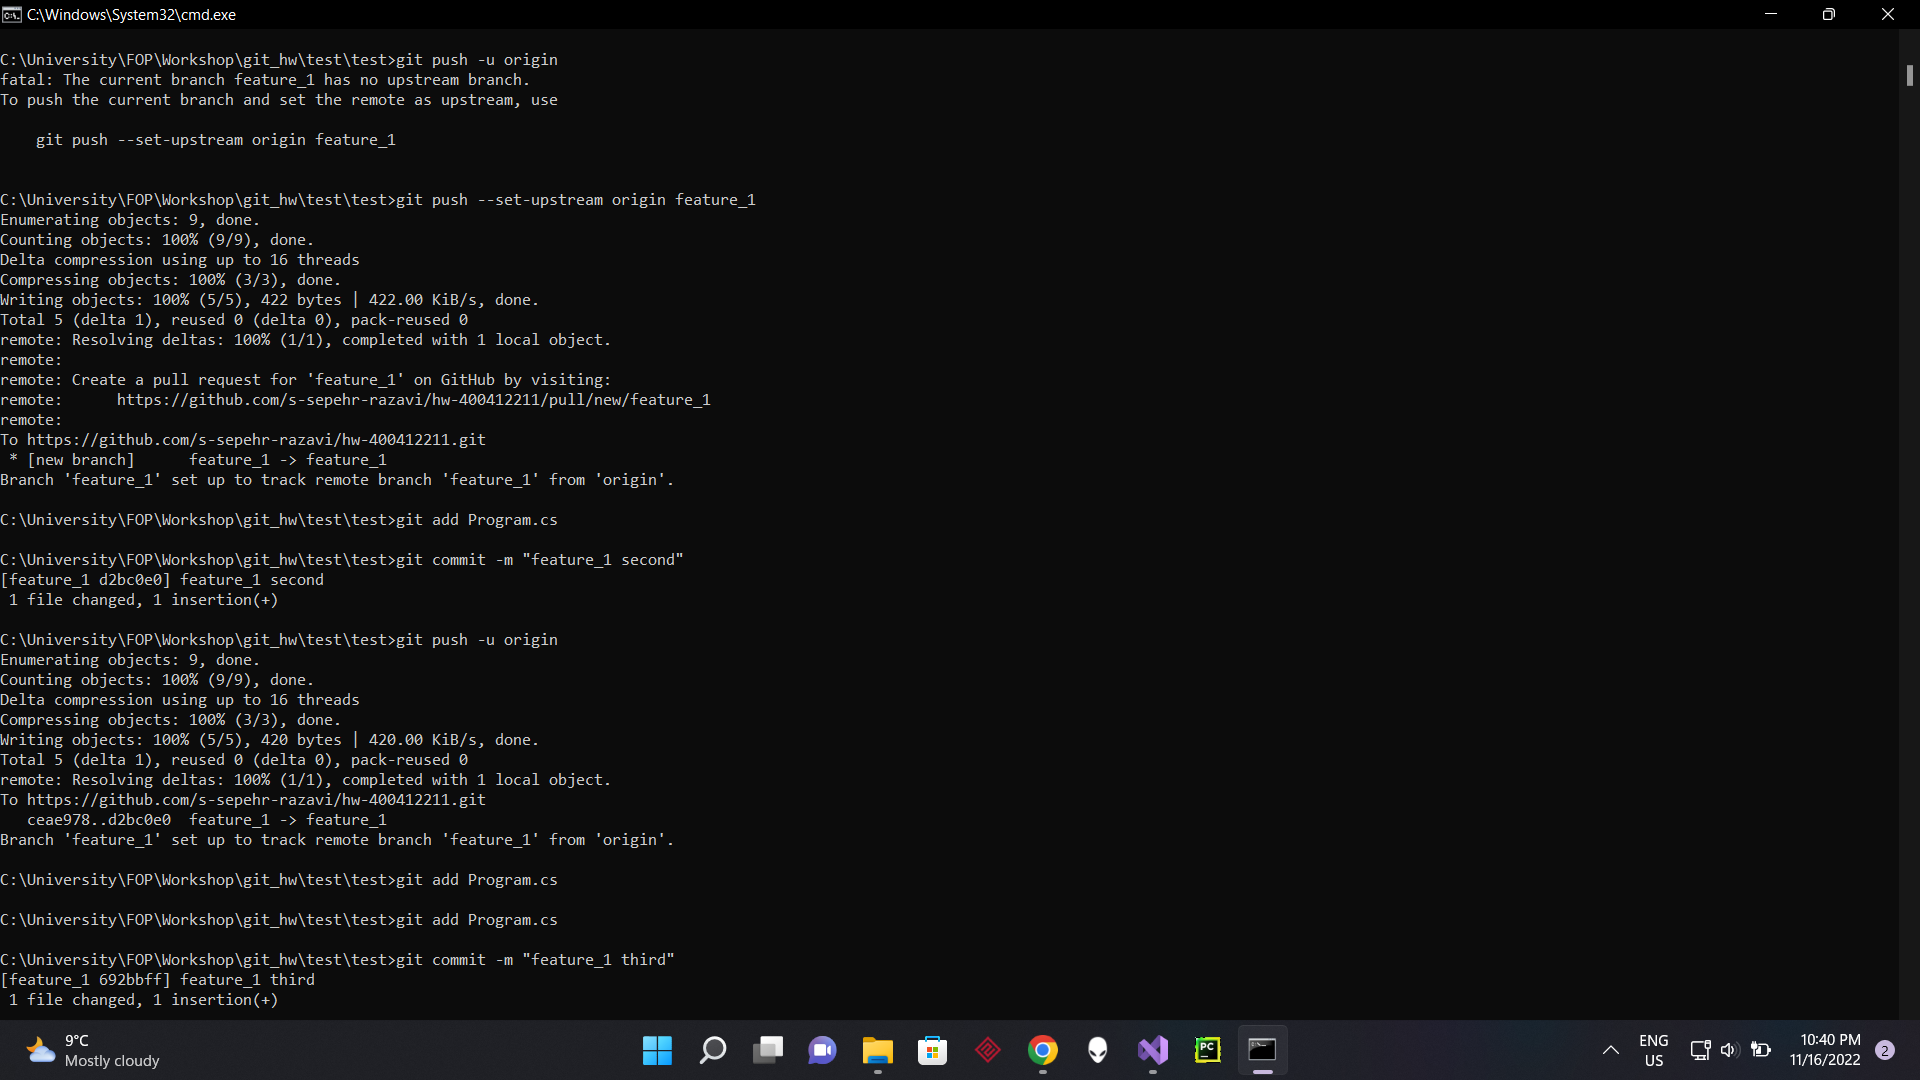 C:\Windows\System32\cmd.exe
C:\University\FOP\Workshop\git_hw\test\test>git push -u origin
fatal: The current branch feature_1 has no upstream branch.
To push the current branch and set the remote as upstream, use
    git push --set-upstream origin feature_1
C:\University\FOP\Workshop\git_hw\test\test>git push --set-upstream origin feature_1
Enumerating objects: 9, done.
Counting objects: 100% (9/9), done.
Delta compression using up to 16 threads
Compressing objects: 100% (3/3), done.
Writing objects: 100% (5/5), 422 bytes | 422.00 KiB/s, done.
Total 5 (delta 1), reused 0 (delta 0), pack-reused 0
remote: Resolving deltas: 100% (1/1), completed with 1 local object.
remote:
remote: Create a pull request for 'feature_1' on GitHub by visiting:
remote:      https://github.com/s-sepehr-razavi/hw-400412211/pull/new/feature_1
remote:
To https://github.com/s-sepehr-razavi/hw-400412211.git
 * [new branch]      feature_1 -> feature_1
Branch 'feature_1' set up to track remote branch 'feature_1' from 'origin'.
C:\University\FOP\Workshop\git_hw\test\test>git add Program.cs
C:\University\FOP\Workshop\git_hw\test\test>git commit -m "feature_1 second"
[feature_1 d2bc0e0] feature_1 second
 1 file changed, 1 insertion(+)
C:\University\FOP\Workshop\git_hw\test\test>git push -u origin
Enumerating objects: 9, done.
Counting objects: 100% (9/9), done.
Delta compression using up to 16 threads
Compressing objects: 100% (3/3), done.
Writing objects: 100% (5/5), 420 bytes | 420.00 KiB/s, done.
Total 5 (delta 1), reused 0 (delta 0), pack-reused 0
remote: Resolving deltas: 100% (1/1), completed with 1 local object.
To https://github.com/s-sepehr-razavi/hw-400412211.git
   ceae978..d2bc0e0  feature_1 -> feature_1
Branch 'feature_1' set up to track remote branch 'feature_1' from 'origin'.
C:\University\FOP\Workshop\git_hw\test\test>git add Program.cs
C:\University\FOP\Workshop\git_hw\test\test>git add Program.cs
C:\University\FOP\Workshop\git_hw\test\test>git commit -m "feature_1 third"
[feature_1 692bbff] feature_1 third
 1 file changed, 1 insertion(+)
9°C
Mostly cloudy
PC
ENG
US
10:40 PM
11/16/2022
2